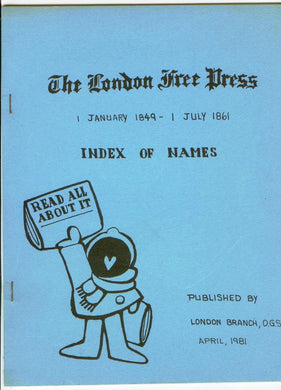 The London Free Press
1 JANUARY 1849 - 1 JULY 1861
INDEX OF NAMES
READ ALL
ABOUT IT
PUBLISHED BY
LONDON BRANCH, O.G.S
APRIL, 1981